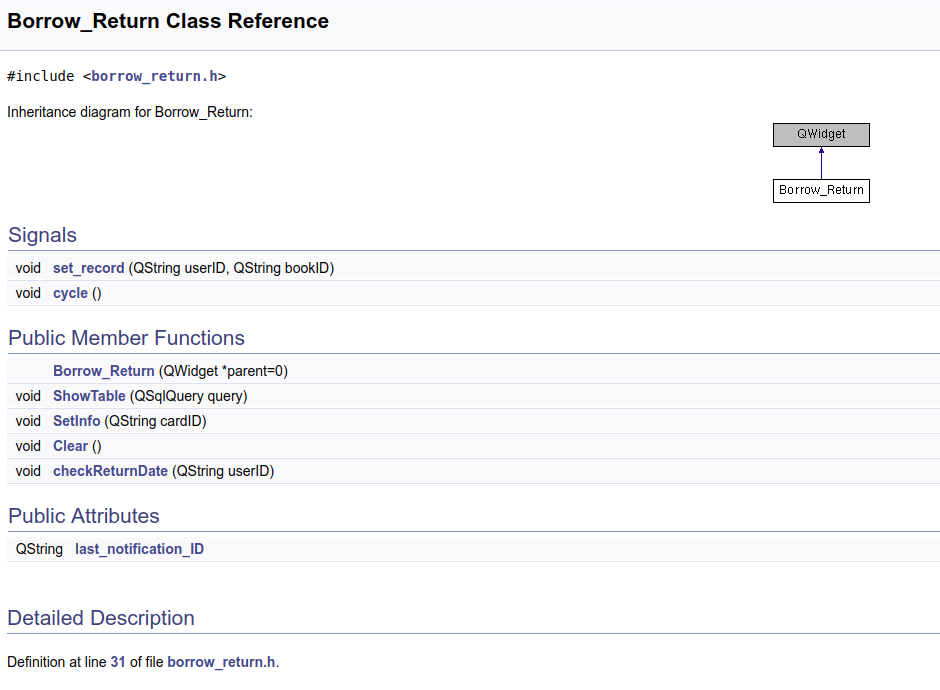 Borrow_Return Class Reference
#include <borrow_return.h>
Inheritance diagram for Borrow_Return:
QWidget
Borrow_Return
Signals
void set_record (QString userID, QString bookID)
void cycle ()
Public Member Functions
Borrow_Return (QWidget *parent=0)
void ShowTable (QSqlQuery query)
void SetInfo (QString cardID)
void Clear ()
void checkReturnDate (QString userID)
Public Attributes
QString last_notification_ID
Detailed Description
Definition at line 31 of file borrow_return.h.